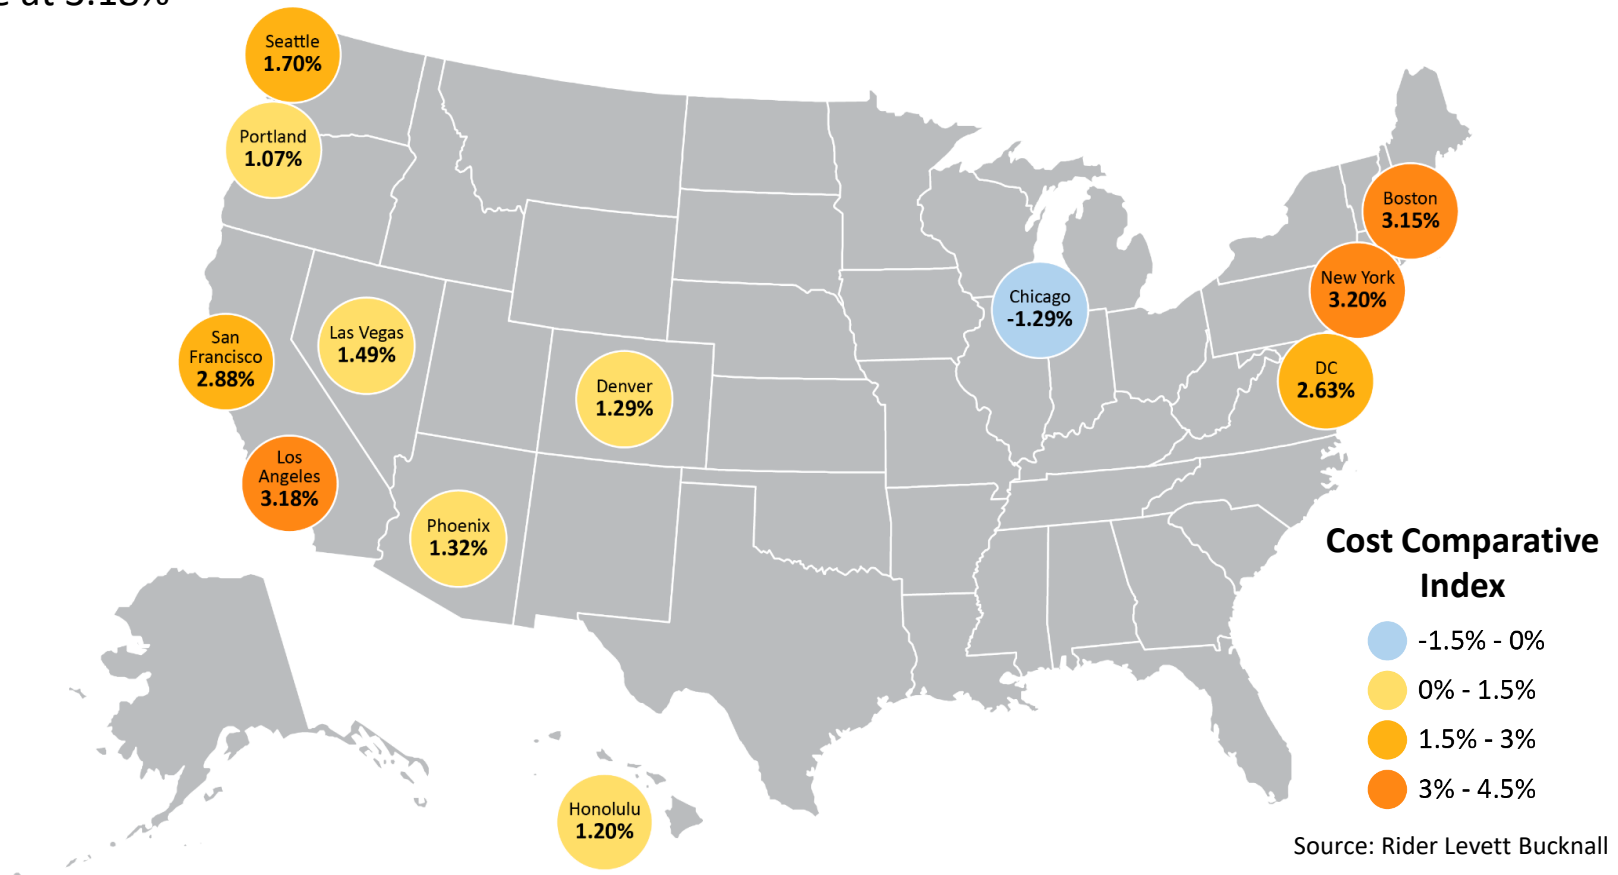 at 3.18%
Seattle
1.70%
Portland
1.07%
Boston
3.15%
New York
3.20%
Chicago
-1.29%
San
Francisco
2.88%
Las Vegas
1.49%
Denver
1.29%
DC
2.63%
Los
Angeles
3.18%
Phoenix
1.32%
Honolulu
1.20%
Cost Comparative
Index
-1.5% - 0%
0% - 1.5%
1.5% - 3%
3% - 4.5%
Source: Rider Levett Bucknall